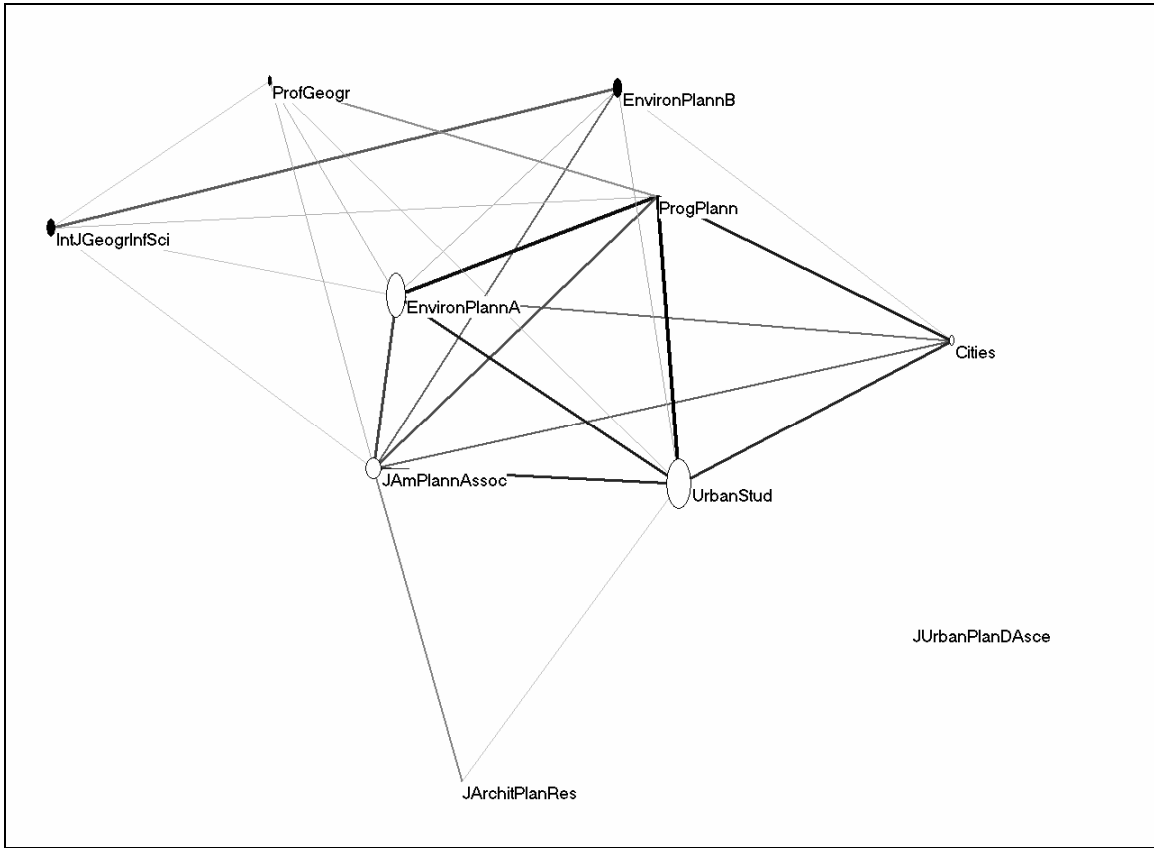 ProfGeogr
EnvironPlannB
ProgPlann
IntJGeogrInfSci
EnvironPlannA
Cities
JAmPlannAssoc
UrbanStud
JUrbanPlanDAsce
JArchitPlanRes